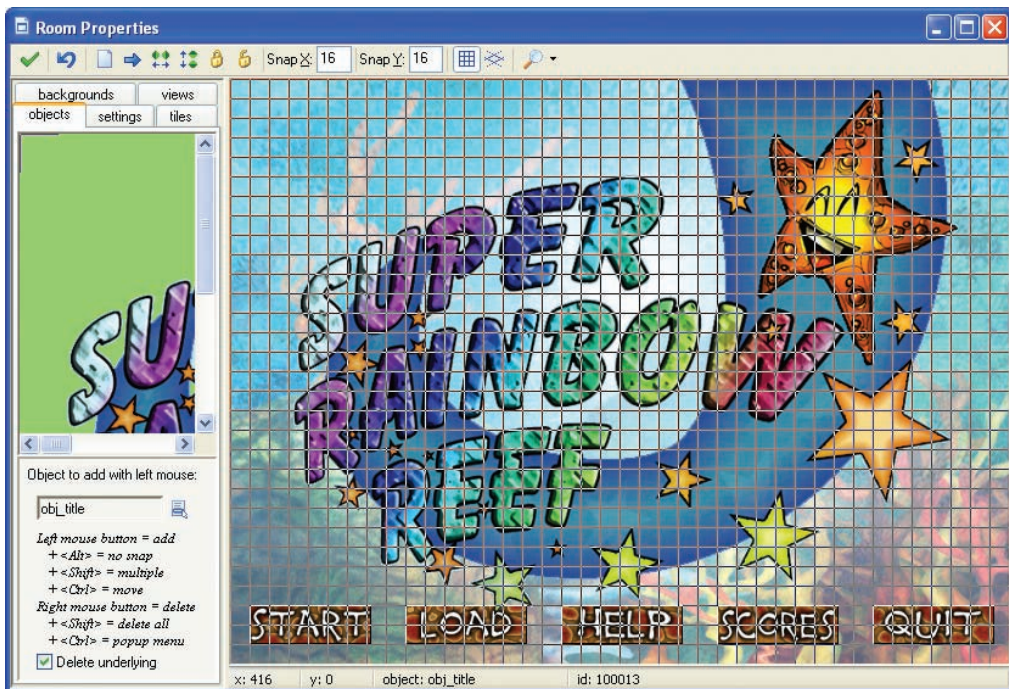 Room Properties
Snap X: 16 Snap Y: 16
backgrounds views
objects settings tiles
SU
Object to add with left mouse:
obj_title
Left mouse button = add
+ <Alt> = no snap
+ <Shift> = multiple
+ <Ctrl> = move
Right mouse button = delete
+ <Shift> = delete all
+ <Ctrl> = popup menu
Delete underlying
SUPER
RAINBOW
REEF
START LOAD HELP SCORES QUIT
x: 416 y: 0 object: obj_title id: 100013